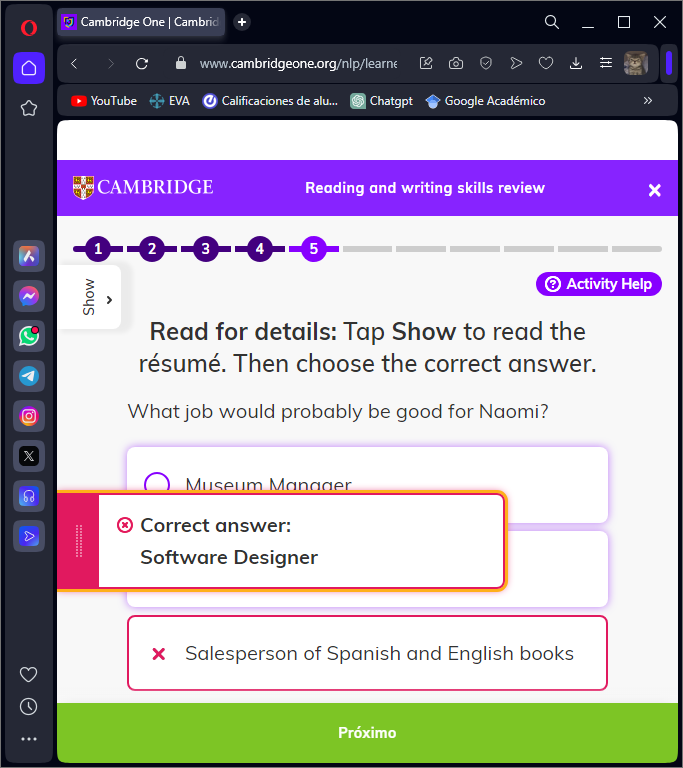 Cambridge One | Cambrid
www.cambridgeone.org/nlp/learne
YouTube
EVA
Calificaciones de alu...
Chatgpt
Google Académico
CAMBRIDGE
Reading and writing skills review
1
2
3
4
5
Show
Activity Help
Read for details: Tap Show to read the
résumé. Then choose the correct answer.
What job would probably be good for Naomi?
Museum Manager
Correct answer:
Software Designer
Salesperson of Spanish and English books
Próximo